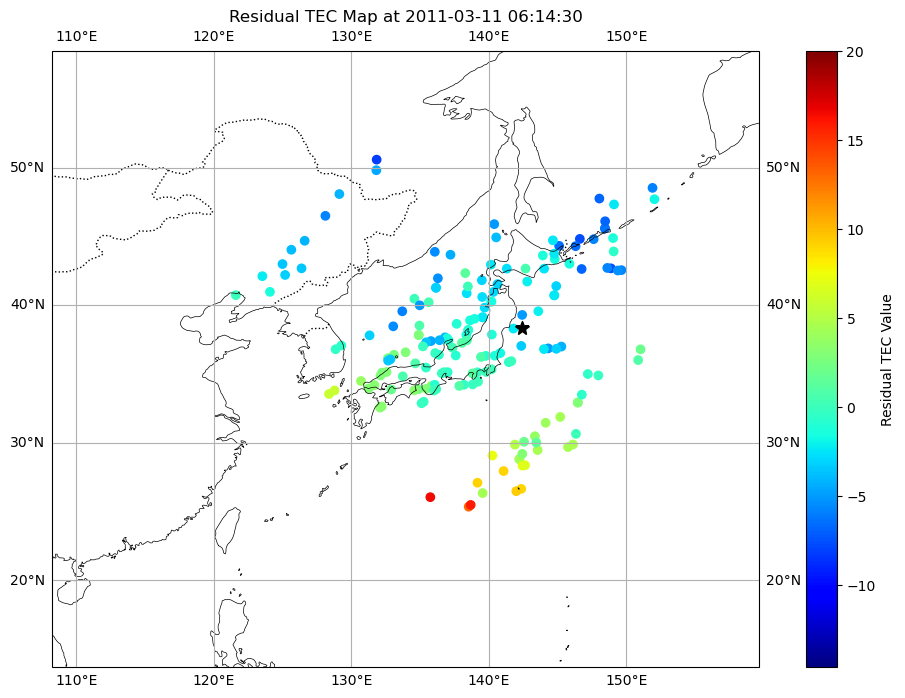 Residual TEC Map at 2011-03-11 06:14:30
110°E 120°E 130°E 140°E 150°E
20
50°N 50°N
15
10
40°N 40°N
5
Residual TEC Value
0
30°N 30°N
−5
20°N 20°N
−10
110°E 120°E 130°E 140°E 150°E